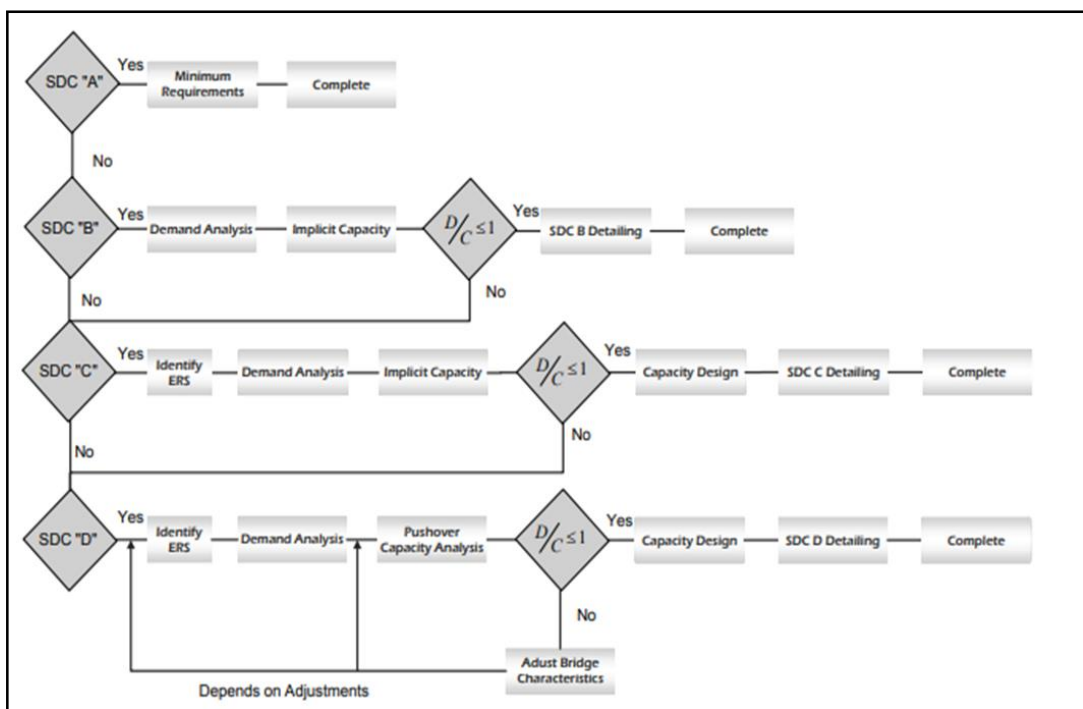 SDC "A"
Yes
Minimum
Requirements
Complete
No
SDC "B"
Yes
Demand Analysis
Implicit Capacity
D/C ≤1
Yes
SDC B Detailing
Complete
No
No
SDC "C"
Yes
Identify
ERS
Demand Analysis
Implicit Capacity
D/C ≤1
Yes
Capacity Design
SDC C Detailing
Complete
No
No
SDC "D"
Yes
Identify
ERS
Demand Analysis
Pushover
Capacity Analysis
D/C ≤1
Yes
Capacity Design
SDC D Detailing
Complete
No
Adust Bridge
Characteristics
Depends on Adjustments